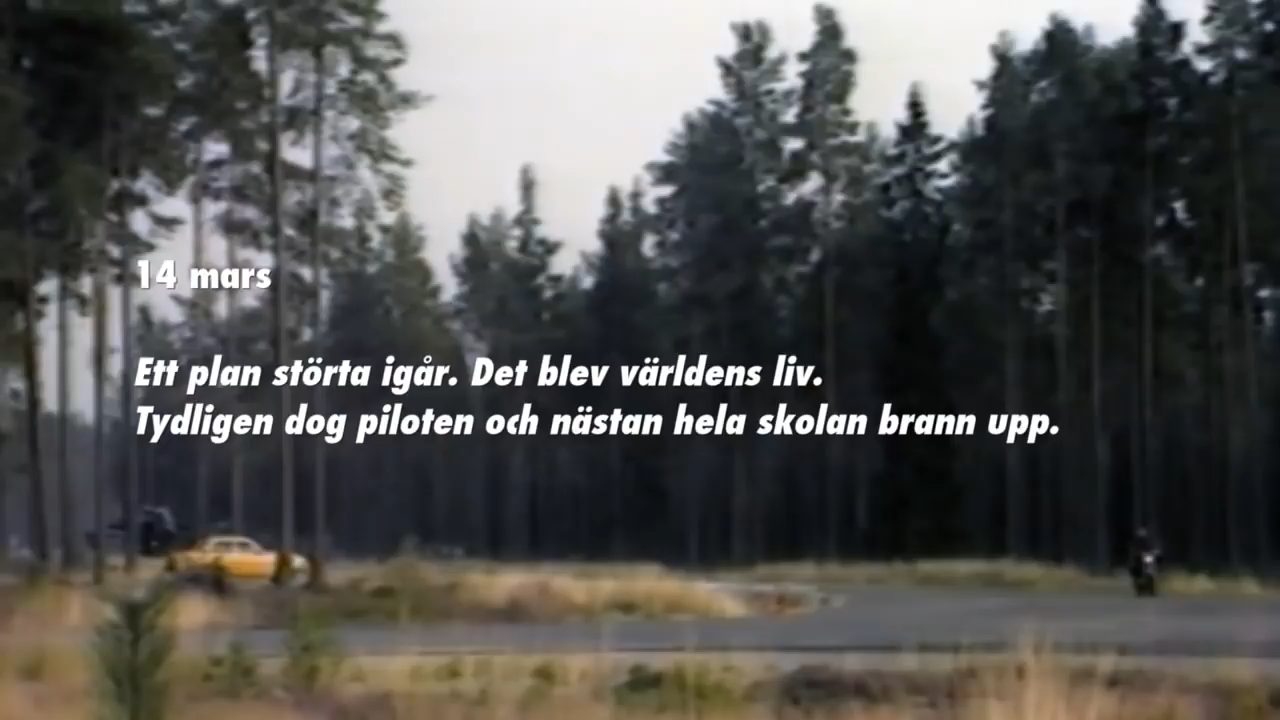 14 mars
Ett plan störta igår. Det blev världens liv.
Tydligen dog piloten och nästan hela skolan brann upp.